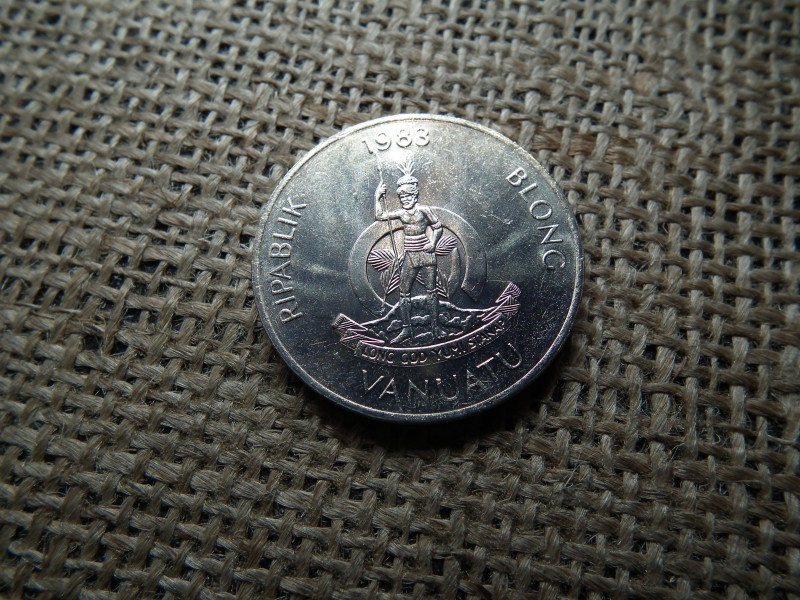 1983
RIPABLIK BLONG
LONG GOD YUMI STANAP
VANUATU